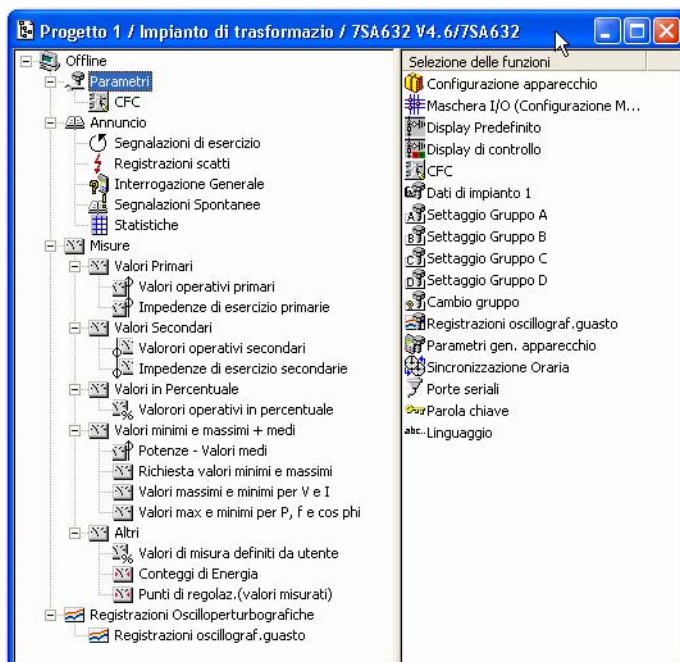 Progetto 1 / Impianto di trasformazio / 7SA632 V4.6/7SA632
Offline
Parametri
CFC
Annuncio
Segnalazioni di esercizio
Registrazioni scatti
Interrogazione Generale
Segnalazioni Spontanee
Statistiche
Misure
Valori Primari
Valori operativi primari
Impedenze di esercizio primarie
Valori Secondari
Valorori operativi secondari
Impedenze di esercizio secondarie
Valori in Percentuale
Valorori operativi in percentuale
Valori minimi e massimi + medi
Potenze - Valori medi
Richiesta valori minimi e massimi
Valori massimi e minimi per V e I
Valori max e minimi per P, f e cos phi
Altri
Valori di misura definiti da utente
Conteggi di Energia
Punti di regolaz.(valori misurati)
Registrazioni Oscilloperturbografiche
Registrazioni oscillograf.guasto
Selezione delle funzioni
Configurazione apparecchio
Maschera I/O (Configurazione M...
Display Predefinito
Display di controllo
CFC
Dati di impianto 1
Settaggio Gruppo A
Settaggio Gruppo B
Settaggio Gruppo C
Settaggio Gruppo D
Cambio gruppo
Registrazioni oscillograf.guasto
Parametri gen. apparecchio
Sincronizzazione Oraria
Porte seriali
Parola chiave
abc.. Linguaggio